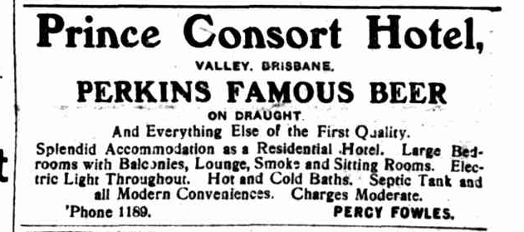 Prince Consort Hotel,
VALLEY. BRISBANE.
PERKINS FAMOUS BEER
ON DRAUGHT.
And Everything Else of the First Quality.
Splendid Accommodation as a Residential Hotel. Large Bed-
rooms with Balconies, Lounge, Smoke and Sitting Rooms. Elec-
tric Light Throughout. Hot and Cold Baths. Septic Tank and
all Modern Conveniences. Charges Moderate.
'Phone 1189. PERCY FOWLES.